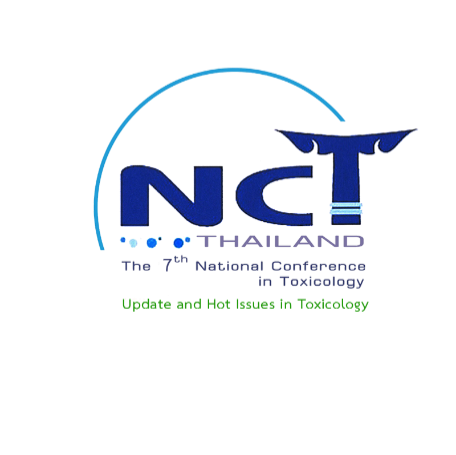 NCT
THAILAND
The 7th National Conference
in Toxicology
Update and Hot Issues in Toxicology